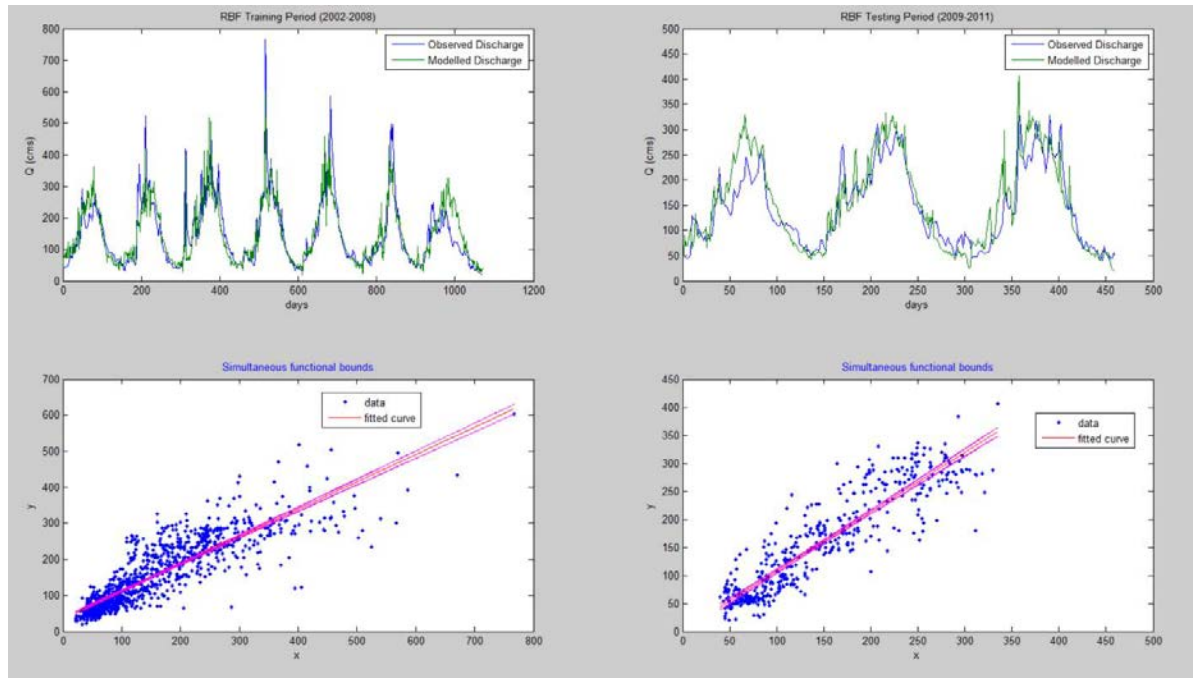 RBF Training Period (2002-2008)
800
700
600
500
400
300
200
100
0
Q (cms)
Observed Discharge
Modelled Discharge
0 200 400 600 800 1000 1200
days
RBF Testing Period (2009-2011)
500
450
400
350
300
250
200
150
100
50
0
Q (cms)
Observed Discharge
Modelled Discharge
0 50 100 150 200 250 300 350 400 450 500
days
Simultaneous functional bounds
700
600
500
400
300
200
100
0
y
data
fitted curve
0 100 200 300 400 500 600 700 800
x
Simultaneous functional bounds
450
400
350
300
250
200
150
100
50
0
y
data
fitted curve
0 50 100 150 200 250 300 350 400 450 500
x